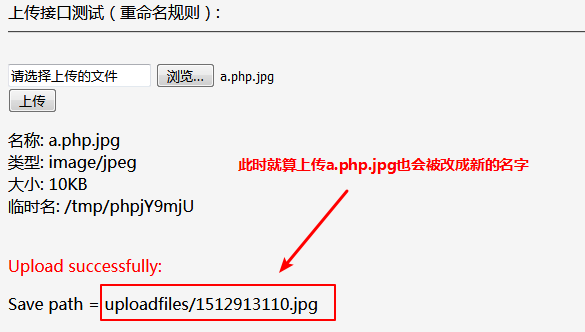 上传接口测试（重命名规则）:
请选择上传的文件 浏览... a.php.jpg
上传
名称: a.php.jpg
类型: image/jpeg
大小: 10KB
临时名: /tmp/phpjY9mjU
此时就算上传a.php.jpg也会被改成新的名字
Upload successfully:
Save path = uploadfiles/1512913110.jpg